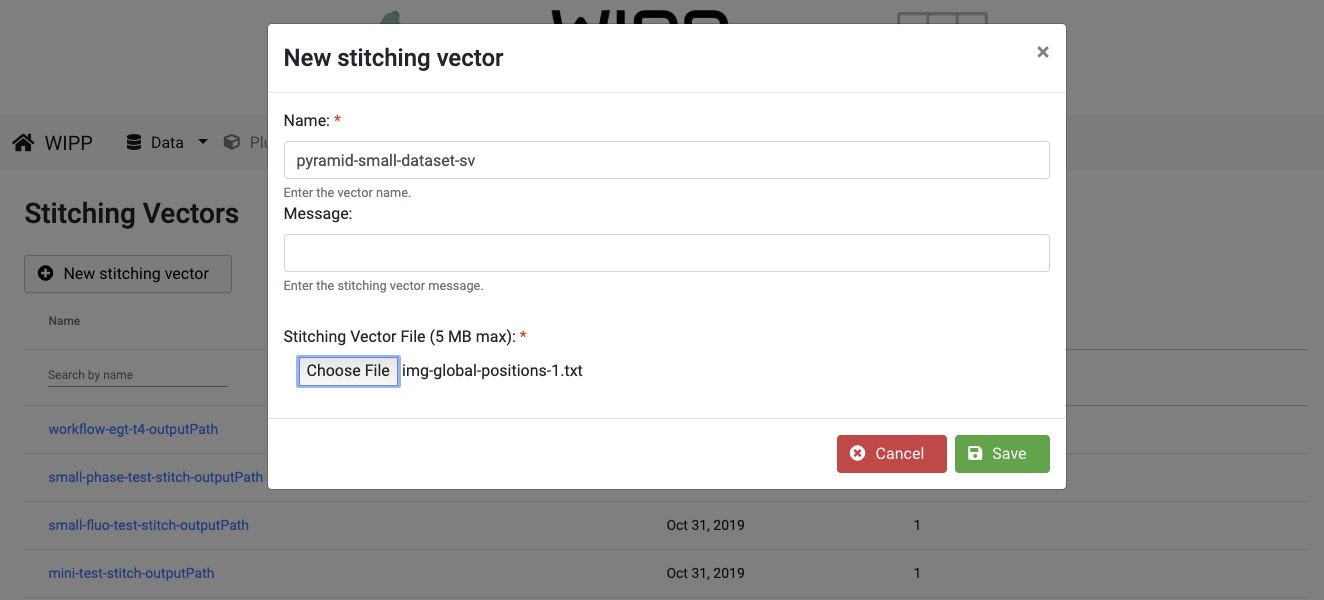 WIPP
New stitching vector
×
WIPP
Data
Name: *
pyramid-small-dataset-sv
Enter the vector name.
Message:
Enter the stitching vector message.
Stitching Vector File (5 MB max): *
Choose File img-global-positions-1.txt
Cancel
Save
Stitching Vectors
New stitching vector
Name
Search by name
workflow-egt-t4-outputPath
small-phase-test-stitch-outputPath
small-fluo-test-stitch-outputPath Oct 31, 2019 1
mini-test-stitch-outputPath Oct 31, 2019 1